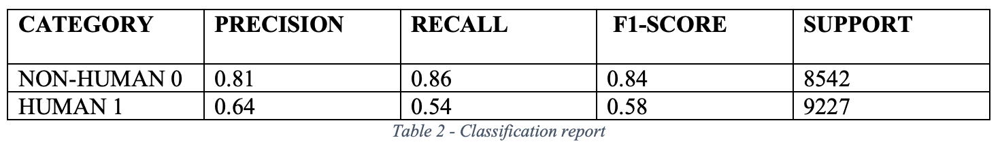 CATEGORY PRECISION RECALL F1-SCORE SUPPORT
NON-HUMAN 0 0.81 0.86 0.84 8542
HUMAN 1 0.64 0.54 0.58 9227
Table 2 - Classification report